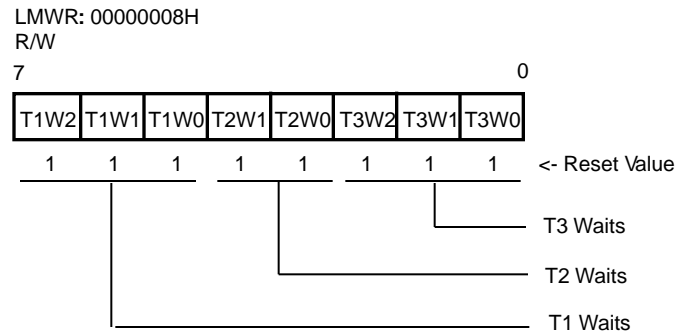 LMWR: 00000008H
R/W
7 0
T1W2 T1W1 T1W0 T2W1 T2W0 T3W2 T3W1 T3W0
1 1 1 1 1 1 1 1 <- Reset Value
T3 Waits
T2 Waits
T1 Waits